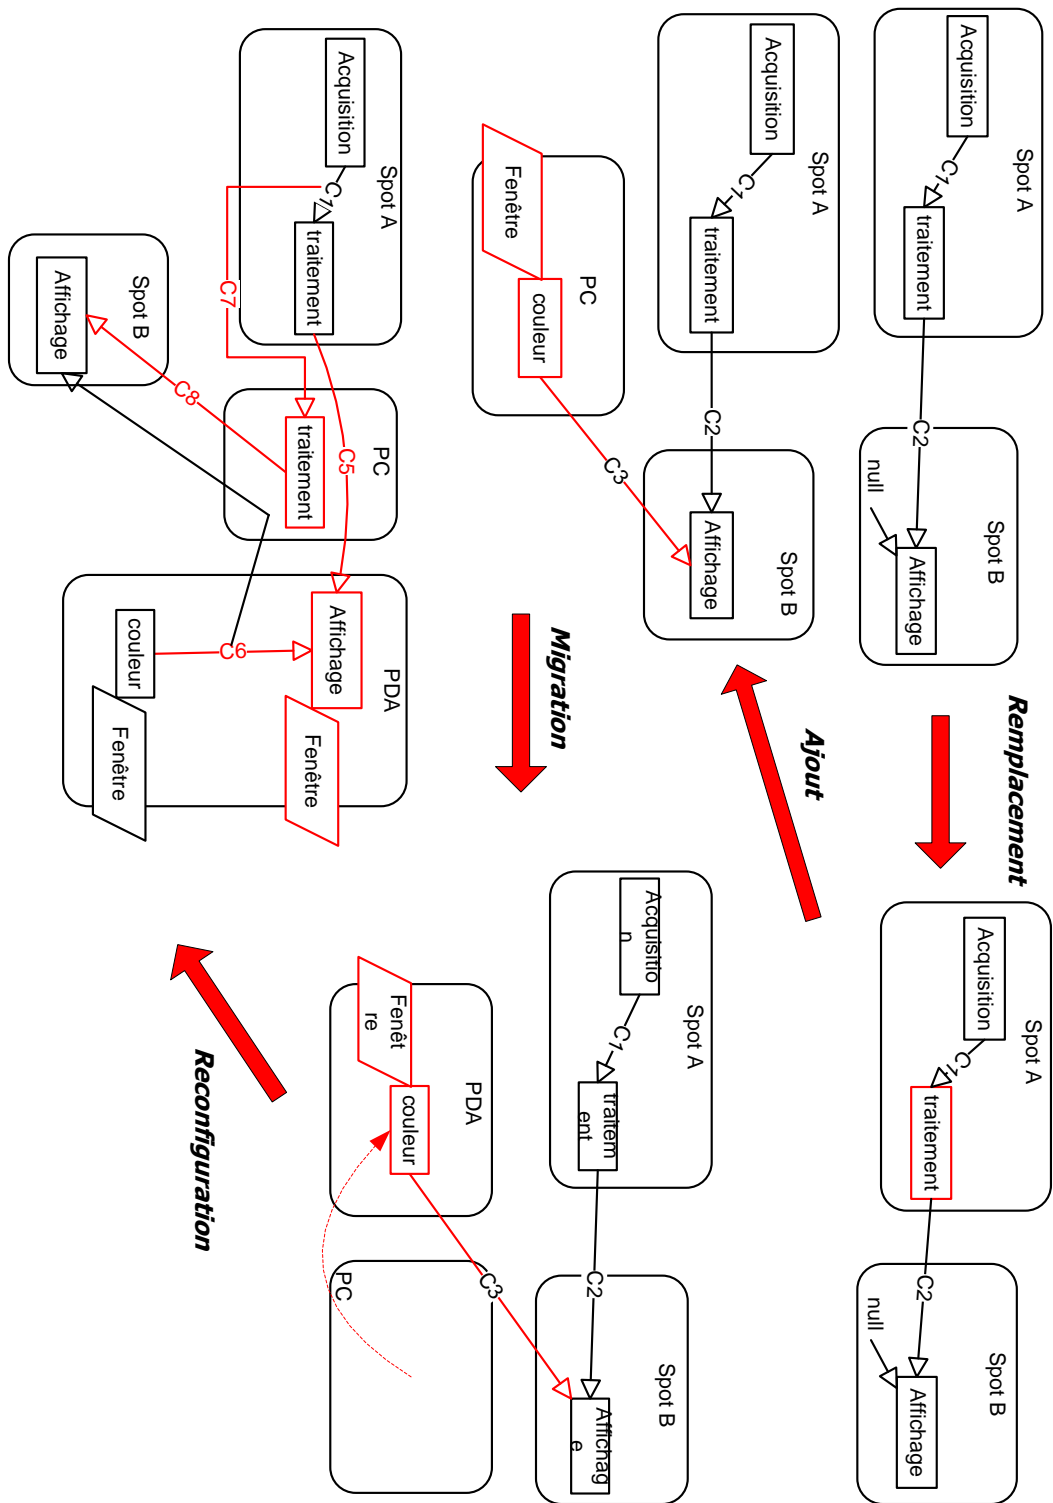 Spot A
Acquisition
C1
traitement
C2
Spot B
null
Affichage
Remplacement
Spot A
Acquisition
C1
traitement
C2
Spot B
null
Affichage
Ajout
Spot A
Acquisition
C1
traitement
C2
Spot B
Affichage
PC
Fenêtre
couleur
C3
Migration
Spot A
Acquisitio
n
C1
traitem
ent
C2
Spot B
Affichag
e
PDA
Fenêt
re
couleur
C3
PC
Reconfiguration
Spot A
Acquisition
C1
traitement
C7
C5
PC
traitement
PDA
Affichage
Fenêtre
C6
couleur
Fenêtre
C8
Spot B
Affichage